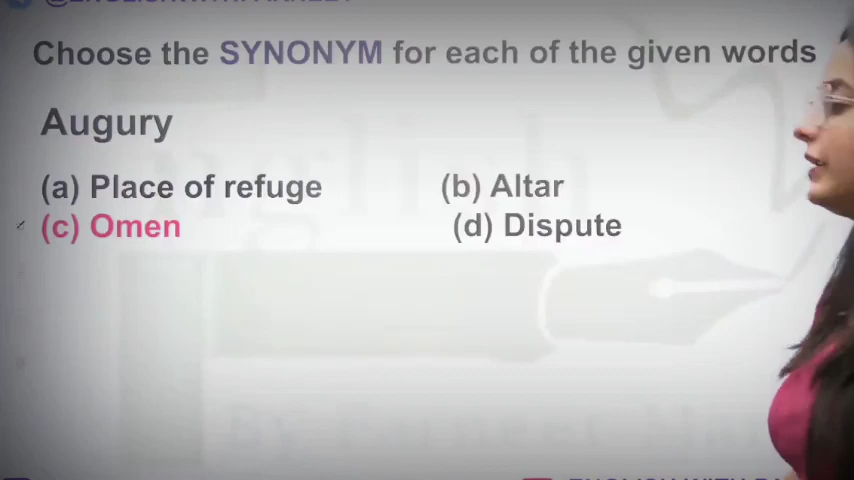 Choose the SYNONYM for each of the given words
Augury
(a) Place of refuge (b) Altar
(c) Omen (d) Dispute